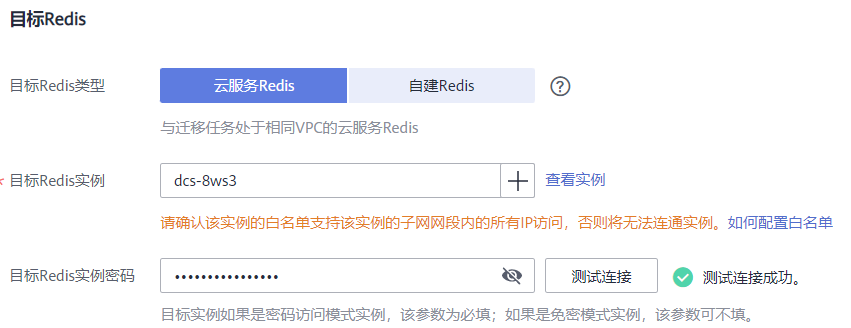 目标Redis
目标Redis类型 云服务Redis 自建Redis ?
与迁移任务处于相同VPC的云服务Redis
* 目标Redis实例 dcs-8ws3 查看实例
请确认该实例的白名单支持该实例的子网网段内的所有IP访问，否则将无法连通实例。如何配置白名单
目标Redis实例密码 •••••••••••••••• 测试连接 测试连接成功。
目标实例如果是密码访问模式实例，该参数为必填；如果是免密模式实例，该参数可不填。